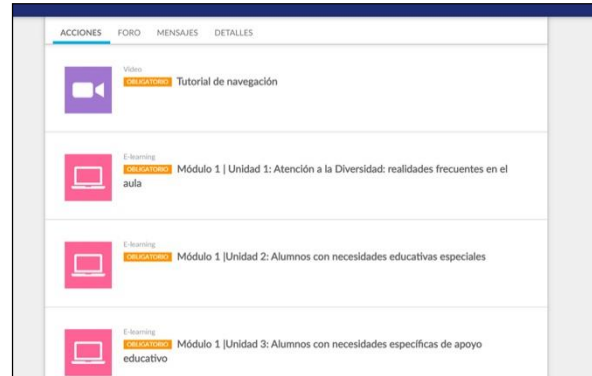 ACCIONES FORO MENSAJES DETALLES
Video
OBLIGATORIO Tutorial de navegación
E-learning
OBLIGATORIO Módulo 1 | Unidad 1: Atención a la Diversidad: realidades frecuentes en el
aula
E-learning
OBLIGATORIO Módulo 1 |Unidad 2: Alumnos con necesidades educativas especiales
E-learning
OBLIGATORIO Módulo 1 |Unidad 3: Alumnos con necesidades específicas de apoyo
educativo